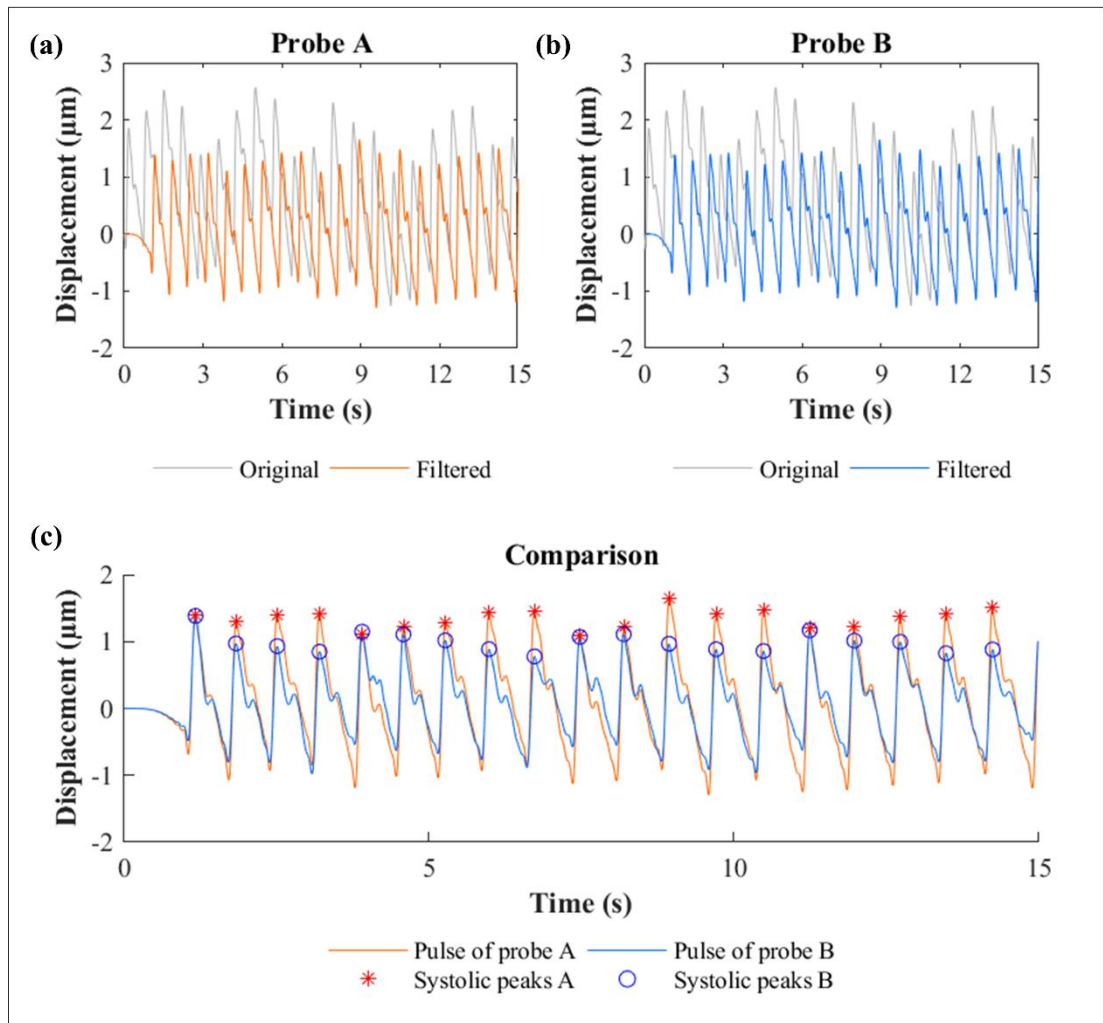 (a)
Probe A
3
2
1
0
-1
-2
Displacement (μm)
0 3 6 9 12 15
Time (s)
Original Filtered
(b)
Probe B
3
2
1
0
-1
-2
Displacement (μm)
0 3 6 9 12 15
Time (s)
Original Filtered
(c)
Comparison
2
1
0
-1
-2
Displacement (μm)
0 5 10 15
Time (s)
Pulse of probe A Pulse of probe B
Systolic peaks A Systolic peaks B